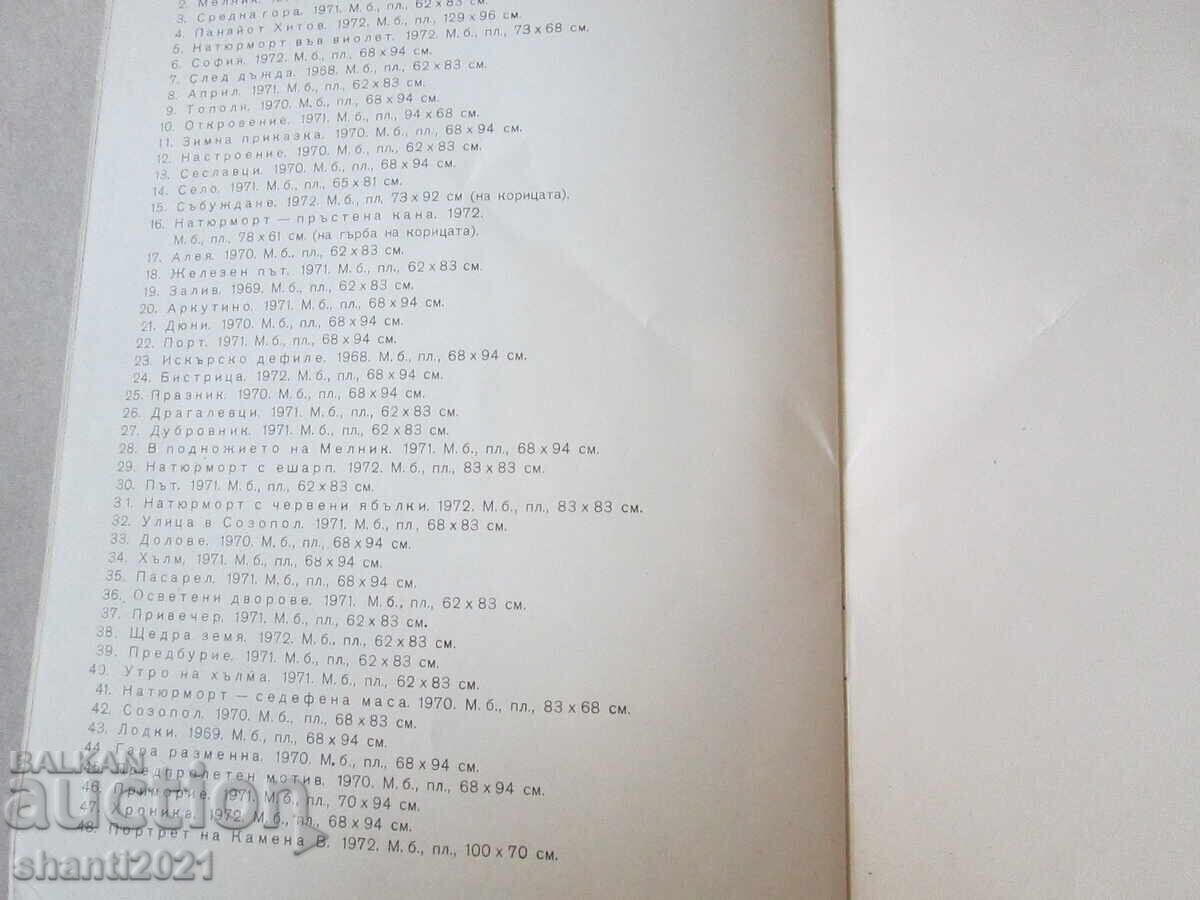 2. Мелник.
3. Средна гора. 1971. М. б., пл., 62 х 83 см.
4. Панайот Хитов. 1972. М. б., пл., 129 х 96 см.
5. Натюрморт във виолет. 1972. М. б., пл., 73 х 68 см.
6. София. 1972. М. б., пл., 68 х 94 см.
7. След дъжда. 1968. М. б., пл., 62 х 83 см.
8. Април. 1971. М. б., пл., 62 х 83 см.
9. Тополи. 1970. М. б., пл., 68 х 94 см.
10. Откровение. 1971. М. б., пл., 94 х 68 см.
11. Зимна приказка. 1970. М. б., пл., 68 х 94 см.
12. Настроение. 1970. М. б., пл., 62 х 83 см.
13. Сеславци. 1970. М. б., пл., 68 х 94 см.
14. Село. 1971. М. б., пл., 65 х 81 см.
15. Събуждане. 1972. М. б., пл, 73 х 92 см (на корицата).
16. Натюрморт — пръстена кана. 1972.
М. б., пл., 78 х 61 см. (на гърба на корицата).
17. Алея. 1970. М. б., пл., 62 х 83 см.
18. Железен път. 1971. М. б., пл., 62 х 83 см.
19. Залив. 1969. М. б., пл., 62 х 83 см.
20. Аркутино. 1971. М. б., пл., 68 х 94 см.
21. Дюни. 1970. М. б., пл., 68 х 94 см.
22. Порт. 1971. М. б., пл., 68 х 94 см.
23. Искърско дефиле. 1968. М. б., пл., 68 х 94 см.
24. Бистрица. 1972. М. б., пл., 68 х 94 см.
25. Празник. 1970. М. б., пл., 68 х 94 см.
26. Драгалевци. 1971. М. б., пл., 62 х 83 см.
27. Дубровник. 1971. М. б., пл., 62 х 83 см.
28. В подножието на Мелник. 1971. М. б., пл., 68 х 94 см.
29. Натюрморт с ешарп. 1972. М. б., пл., 83 х 83 см.
30. Път. 1971. М. б., пл., 62 х 83 см.
31. Натюрморт с червени ябълки. 1972. М. б., пл., 83 х 83 см.
32. Улица в Созопол. 1971. М. б., пл, 68 х 83 см.
33. Долове. 1970. М. б., пл., 68 х 94 см.
34. Хълм, 1971. М. б., пл., 68 х 94 см.
35. Пасарел. 1971. М. б., пл., 68 х 94 см.
36. Осветени дворове. 1971. М. б., пл., 62 х 83 см.
37. Привечер. 1971. М. б., пл., 62 х 83 см.
38. Щедра земя. 1972. М. б., пл., 62 х 83 см.
39. Предбурие. 1971. М. б., пл., 62 х 83 см.
40. Утро на хълма. 1971. М. б., пл., 62 х 83 см.
41. Натюрморт — седефена маса. 1970. М. б., пл., 83 х 68 см.
42. Созопол. 1970. М. б., пл., 68 х 83 см.
43. Лодки. 1969. М. б., пл., 68 х 94 см.
44. Гара разменна. 1970. М. б., пл., 68 х 94 см.
45. Предпролетен мотив. 1970. М. б., пл., 68 х 94 см.
46. Приморие. 1971. М. б., пл., 70 х 94 см.
47. Хроника. 1972. М. б., пл., 68 х 94 см.
48. Портрет на Камена В. 1972. М. б., пл., 100 х 70 см.
BALKAN
auction
shanti2021